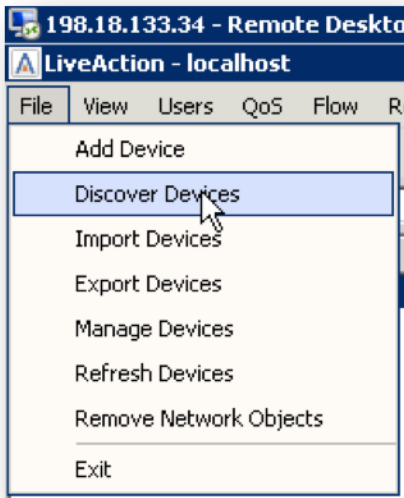 198.18.133.34 - Remote Deskto
LiveAction - localhost
File View Users QoS Flow R
Add Device
Discover Devices
Import Devices
Export Devices
Manage Devices
Refresh Devices
Remove Network Objects
Exit